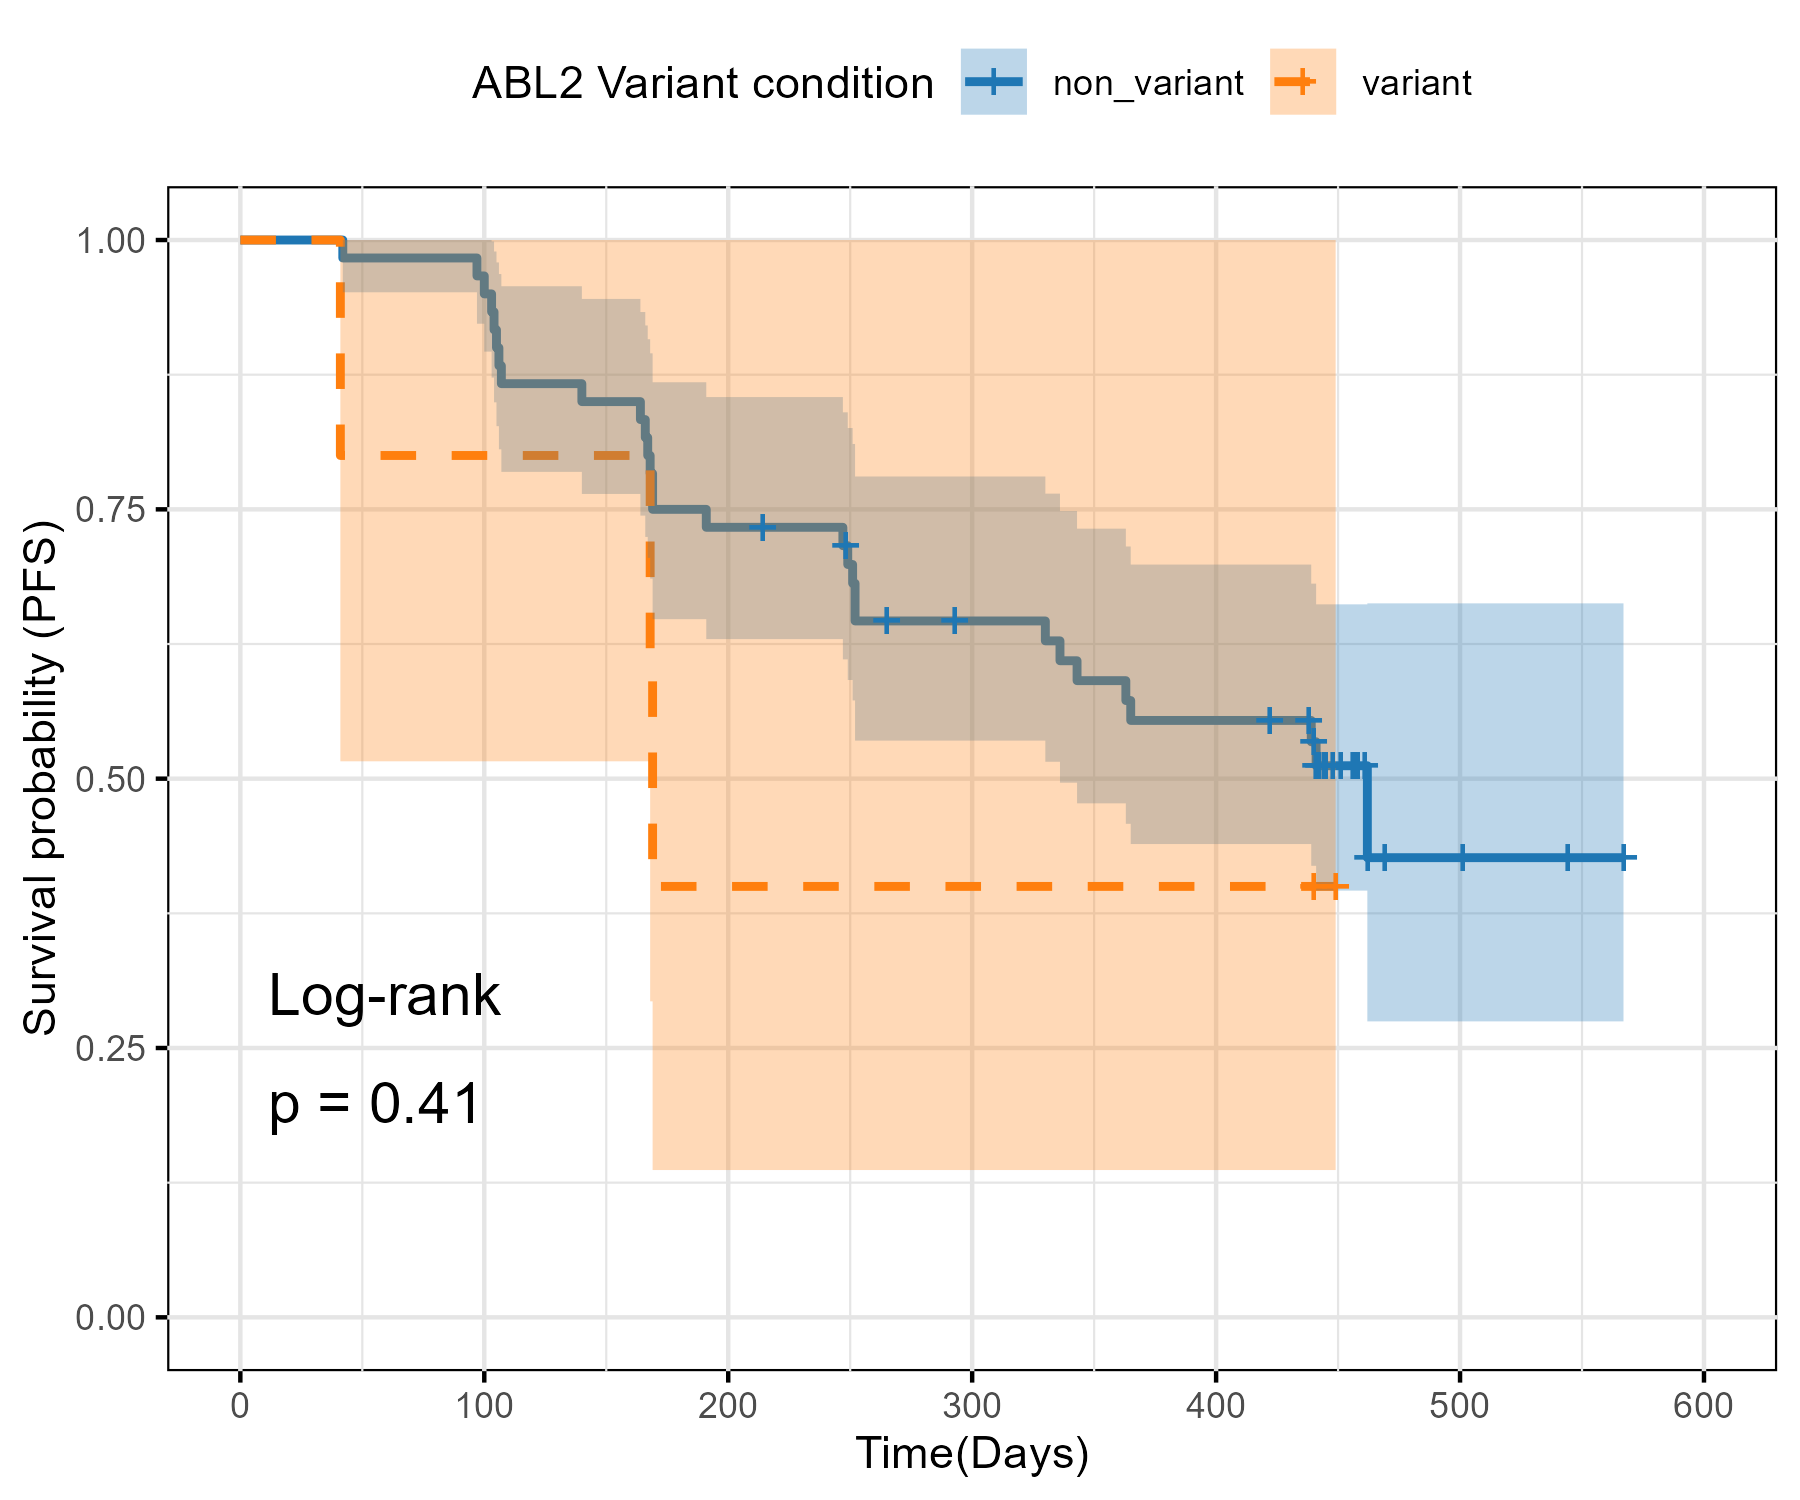 ABL2 Variant condition non_variant variant
1.00
0.75
0.50
0.25
0.00
Survival probability (PFS)
Log-rank
p = 0.41
0 100 200 300 400 500 600
Time(Days)